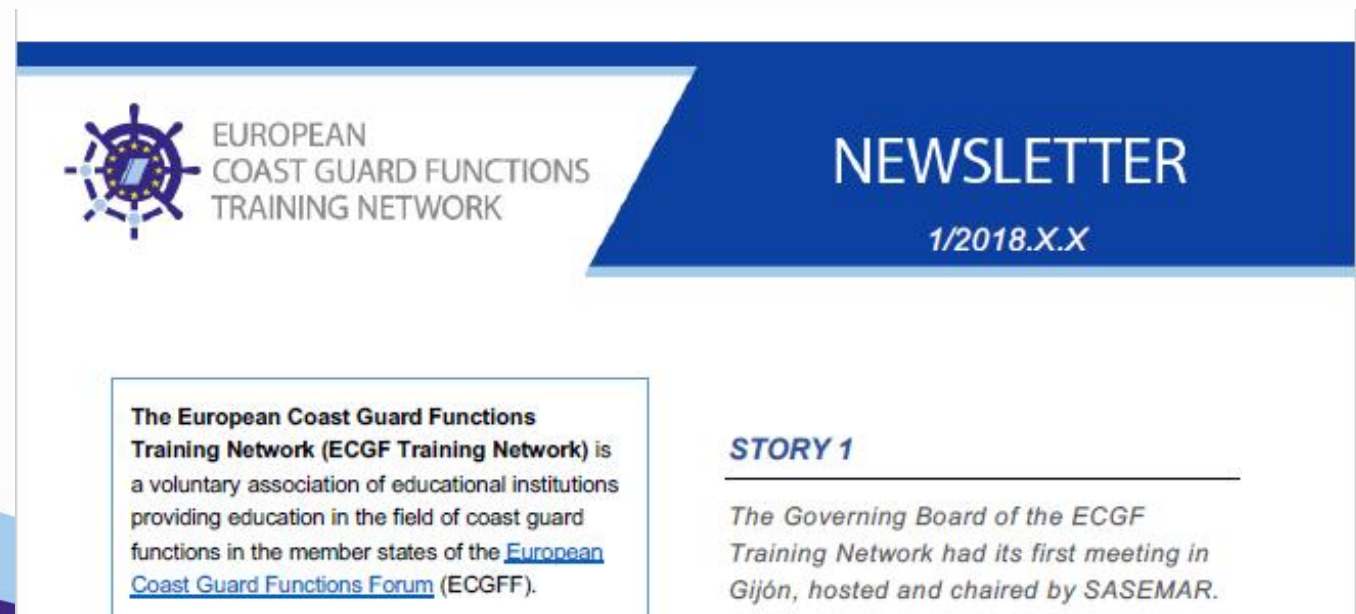 EUROPEAN
COAST GUARD FUNCTIONS
TRAINING NETWORK
NEWSLETTER
1/2018.X.X
The European Coast Guard Functions
Training Network (ECGF Training Network) is
a voluntary association of educational institutions
providing education in the field of coast guard
functions in the member states of the European
Coast Guard Functions Forum (ECGFF).
STORY 1
The Governing Board of the ECGF
Training Network had its first meeting in
Gijón, hosted and chaired by SASEMAR.